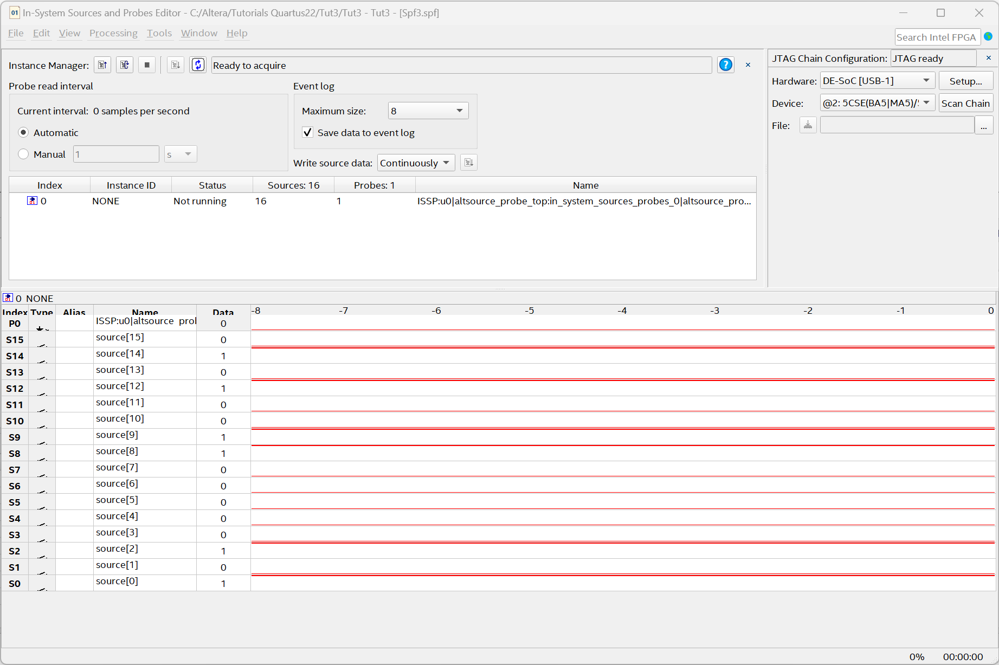 In-System Sources and Probes Editor - C:/Altera/Tutorials Quartus22/Tut3/Tut3 - Tut3 - [Spf3.spf]
File Edit View Processing Tools Window Help
Search Intel FPGA
Instance Manager: Ready to acquire
JTAG Chain Configuration: JTAG ready
Probe read interval
Event log
Hardware: DE-SoC [USB-1] Setup...
Current interval: 0 samples per second
Maximum size: 8
Device: @2: 5CSE(BA5|MA5)/ Scan Chain
Automatic
Save data to event log
File: ...
Manual 1 s
Write source data: Continuously
Index Instance ID Status Sources: 16 Probes: 1 Name
0 NONE Not running 16 1 ISSP:u0|altsource_probe_top:in_system_sources_probes_0|altsource_pro...
0 NONE
Index Type Alias Name Data -8 -7 -6 -5 -4 -3 -2 -1 0
P0 ISSP:u0|altsource_prol 0
S15 source[15] 0
S14 source[14] 1
S13 source[13] 0
S12 source[12] 1
S11 source[11] 0
S10 source[10] 0
S9 source[9] 1
S8 source[8] 1
S7 source[7] 0
S6 source[6] 0
S5 source[5] 0
S4 source[4] 0
S3 source[3] 0
S2 source[2] 1
S1 source[1] 0
S0 source[0] 1
0% 00:00:00